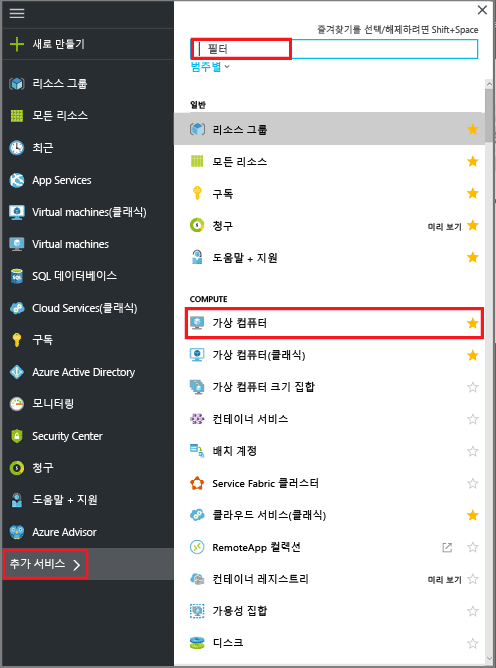 새로 만들기
리소스 그룹
모든 리소스
최근
App Services
Virtual machines(클래식)
Virtual machines
SQL 데이터베이스
Cloud Services(클래식)
구독
Azure Active Directory
모니터링
Security Center
청구
도움말 + 지원
Azure Advisor
추가 서비스
즐겨찾기를 선택/해제하려면 Shift+Space
필터
범주별
일반
리소스 그룹
모든 리소스
구독
청구 미리 보기
도움말 + 지원
COMPUTE
가상 컴퓨터
가상 컴퓨터(클래식)
가상 컴퓨터 크기 집합
컨테이너 서비스
배치 계정
Service Fabric 클러스터
클라우드 서비스(클래식)
RemoteApp 컬렉션
컨테이너 레지스트리 미리 보기
가용성 집합
디스크